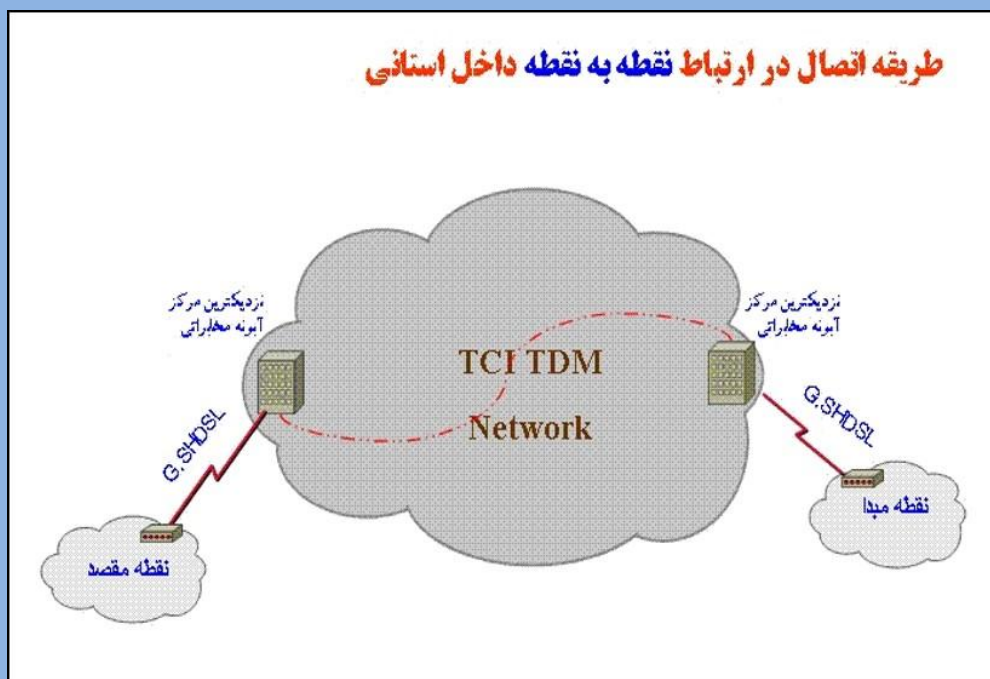 طریقه اتصال در ارتباط نقطه به نقطه داخل استانی
نزدیکترین مرکز
آبونه مخابراتی
نزدیکترین مرکز
آبونه مخابراتی
TCI TDM
Network
G.SHDSL
G.SHDSL
نقطه مبدا
نقطه مقصد